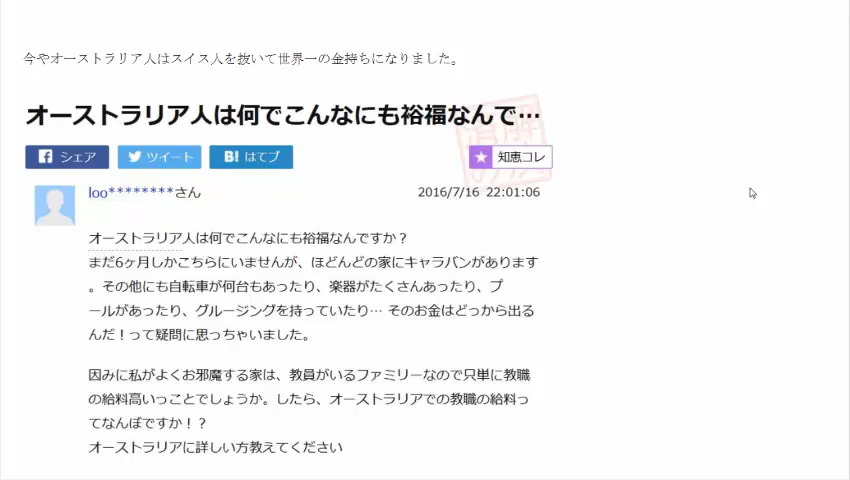 今やオーストラリア人はスイス人を抜いて世界一の金持ちになりました。
オーストラリア人は何でこんなにも裕福なんで…
シェア
ツイート
B! はてブ
知恵コレ
loo********さん
2016/7/16 22:01:06
オーストラリア人は何でこんなにも裕福なんですか？
まだ6ヶ月しかこちらにいませんが、ほどんどの家にキャラバンがあります
。その他にも自転車が何台もあったり、楽器がたくさんあったり、プ
ールがあったり、グルージングを持っていたり… そのお金はどっから出る
んだ！って疑問に思っちゃいました。
因みに私がよくお邪魔する家は、教員がいるファミリーなので只単に教職
の給料高いっことでしょうか。したら、オーストラリアでの教職の給料っ
てなんぼですか！？
オーストラリアに詳しい方教えてください